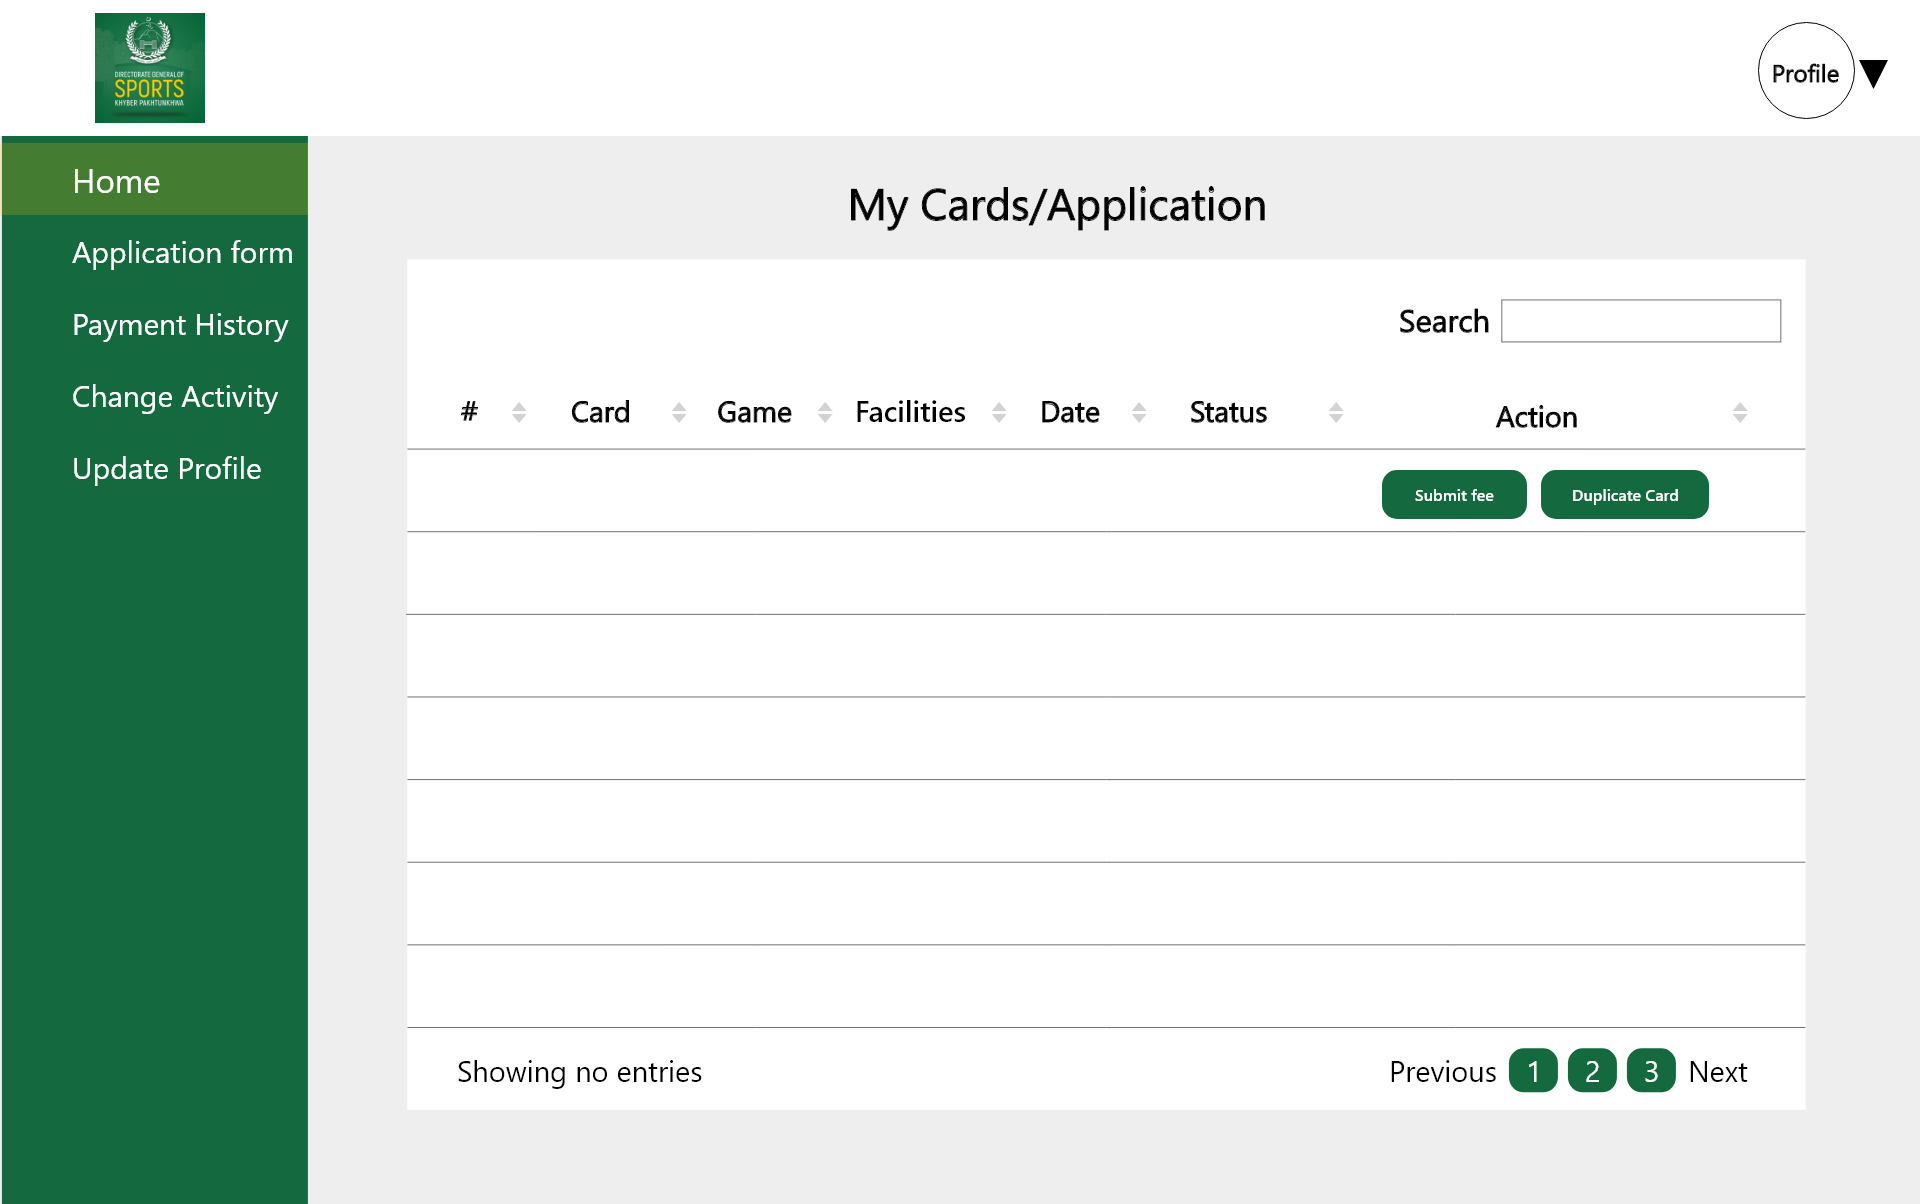 DIRECTORATE GENERAL OF
SPORTS
KHYBER PAKHTUNKHWA
Profile
Home
Application form
Payment History
Change Activity
Update Profile
My Cards/Application
Search
# Card Game Facilities Date Status Action
Submit fee Duplicate Card
Showing no entries
Previous 1 2 3 Next